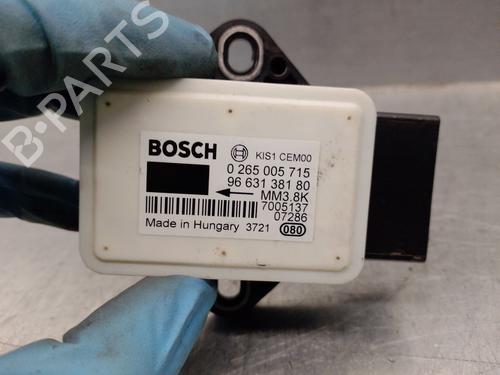 B-PARTS
BOSCH KIS1 CEM00
0 265 005 715
96 631 381 80
MM3.8K
7005137
07286
Made in Hungary 3721 080